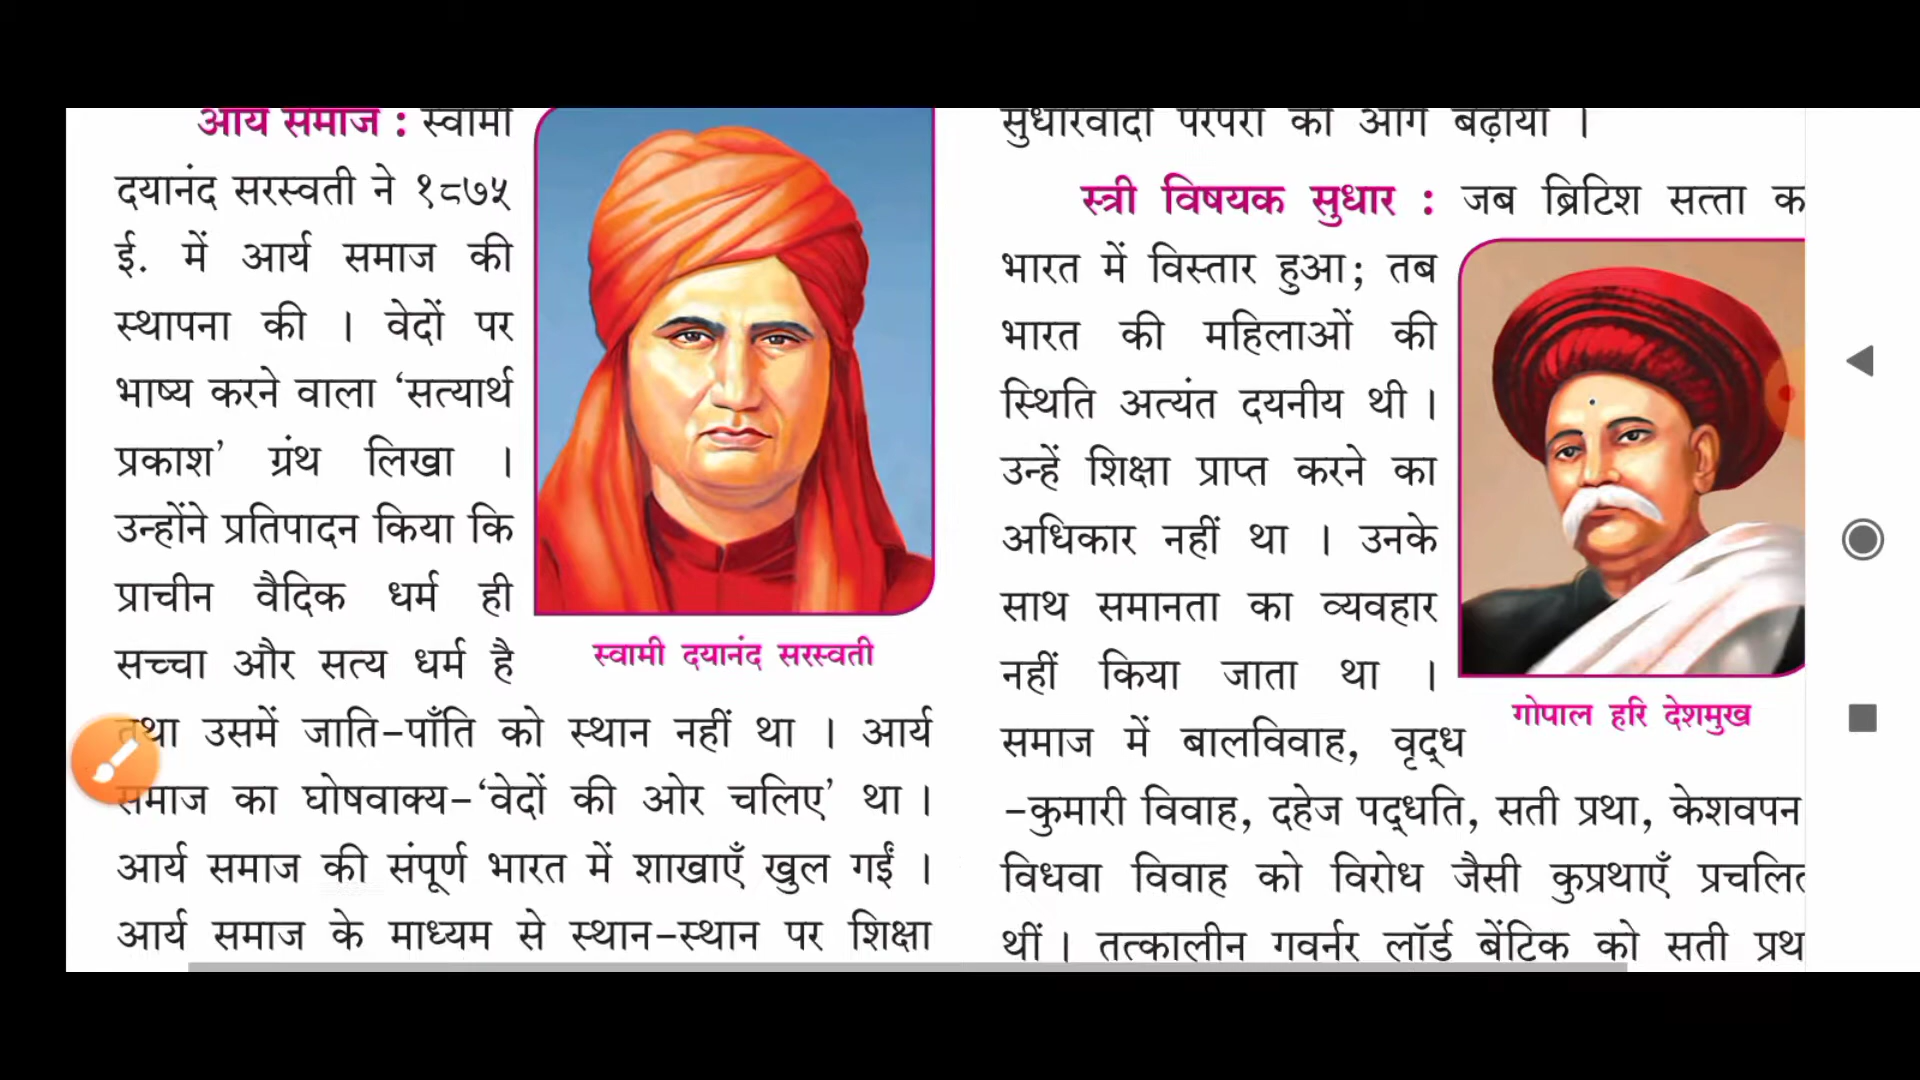 आर्य समाज : स्वामी
दयानंद सरस्वती ने १८७५
ई. में आर्य समाज की
स्थापना की । वेदों पर
भाष्य करने वाला ‘सत्यार्थ
प्रकाश’ ग्रंथ लिखा ।
उन्होंने प्रतिपादन किया कि
प्राचीन वैदिक धर्म ही
सच्चा और सत्य धर्म है
तथा उसमें जाति-पाँति को स्थान नहीं था । आर्य
समाज का घोषवाक्य-‘वेदों की ओर चलिए’ था ।
आर्य समाज की संपूर्ण भारत में शाखाएँ खुल गईं ।
आर्य समाज के माध्यम से स्थान-स्थान पर शिक्षा
स्वामी दयानंद सरस्वती
सुधारवादी परंपरा को आगे बढ़ाया ।
स्त्री विषयक सुधार : जब ब्रिटिश सत्ता क
भारत में विस्तार हुआ; तब
भारत की महिलाओं की
स्थिति अत्यंत दयनीय थी ।
उन्हें शिक्षा प्राप्त करने का
अधिकार नहीं था । उनके
साथ समानता का व्यवहार
नहीं किया जाता था ।
समाज में बालविवाह, वृद्ध
-कुमारी विवाह, दहेज पद्धति, सती प्रथा, केशवपन
विधवा विवाह को विरोध जैसी कुप्रथाएँ प्रचलित
थीं । तत्कालीन गवर्नर लॉर्ड बेंटिक को सती प्रथ
गोपाल हरि देशमुख